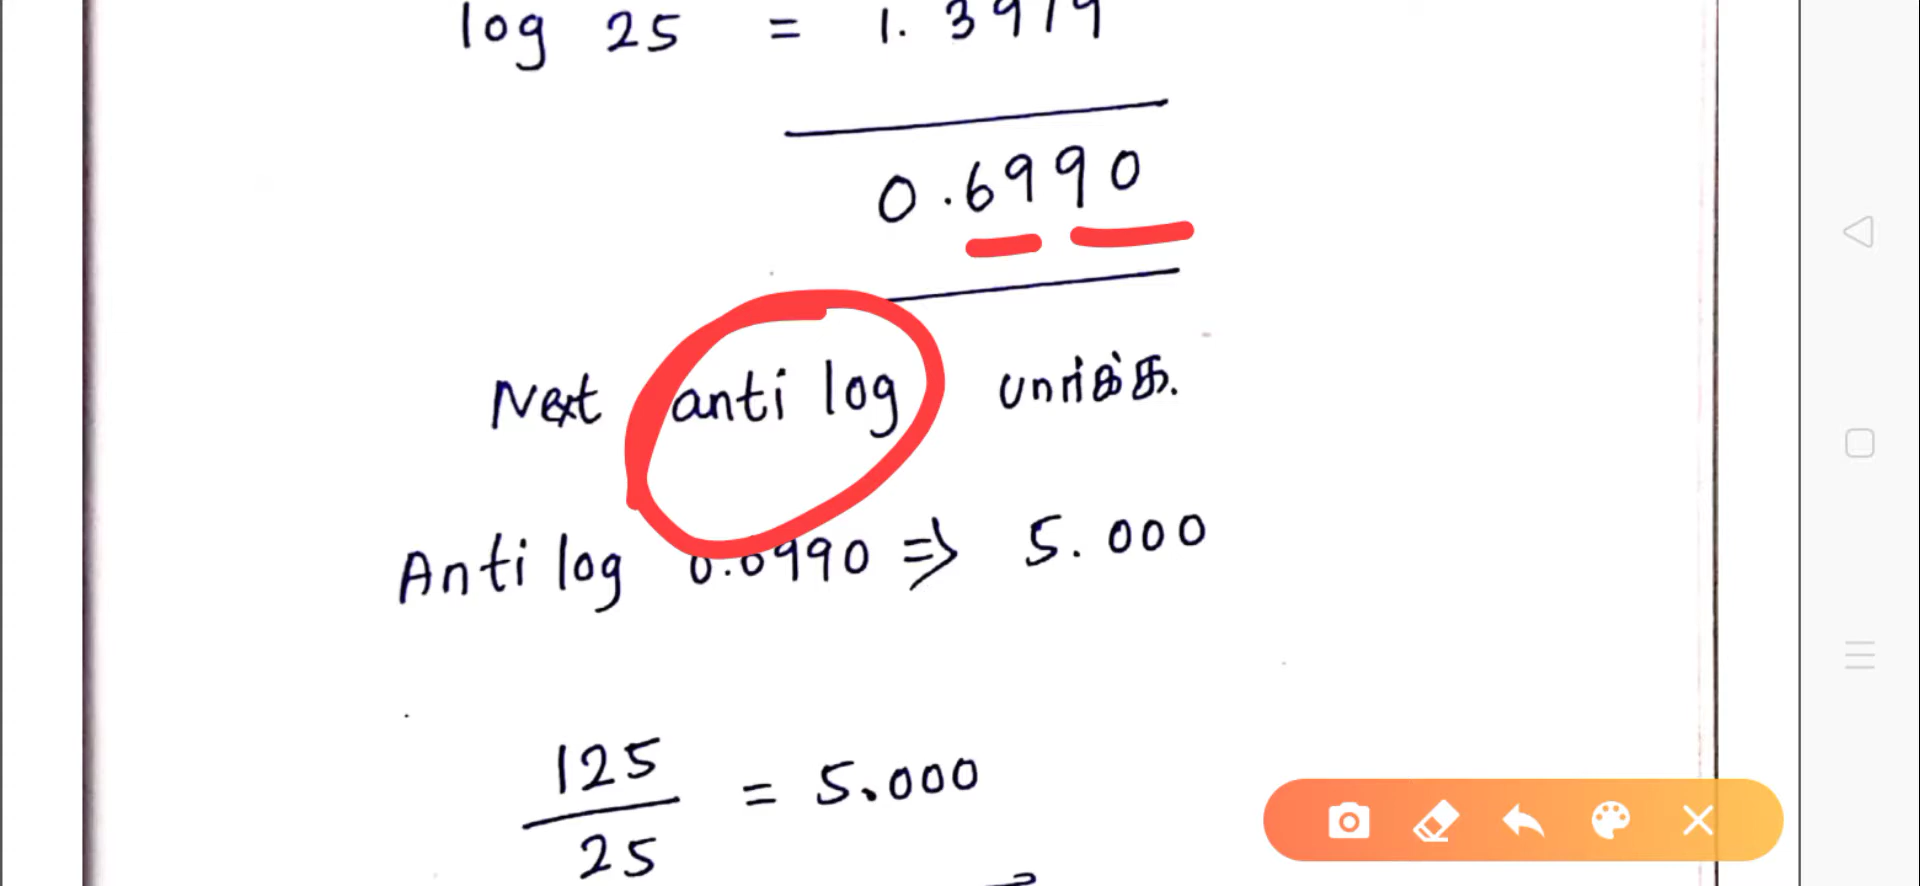 log 25 = 1.3979
0.6990
Next anti log பார்க்க.
Anti log 0.6990 ⇒ 5.000
125
── = 5.000
25